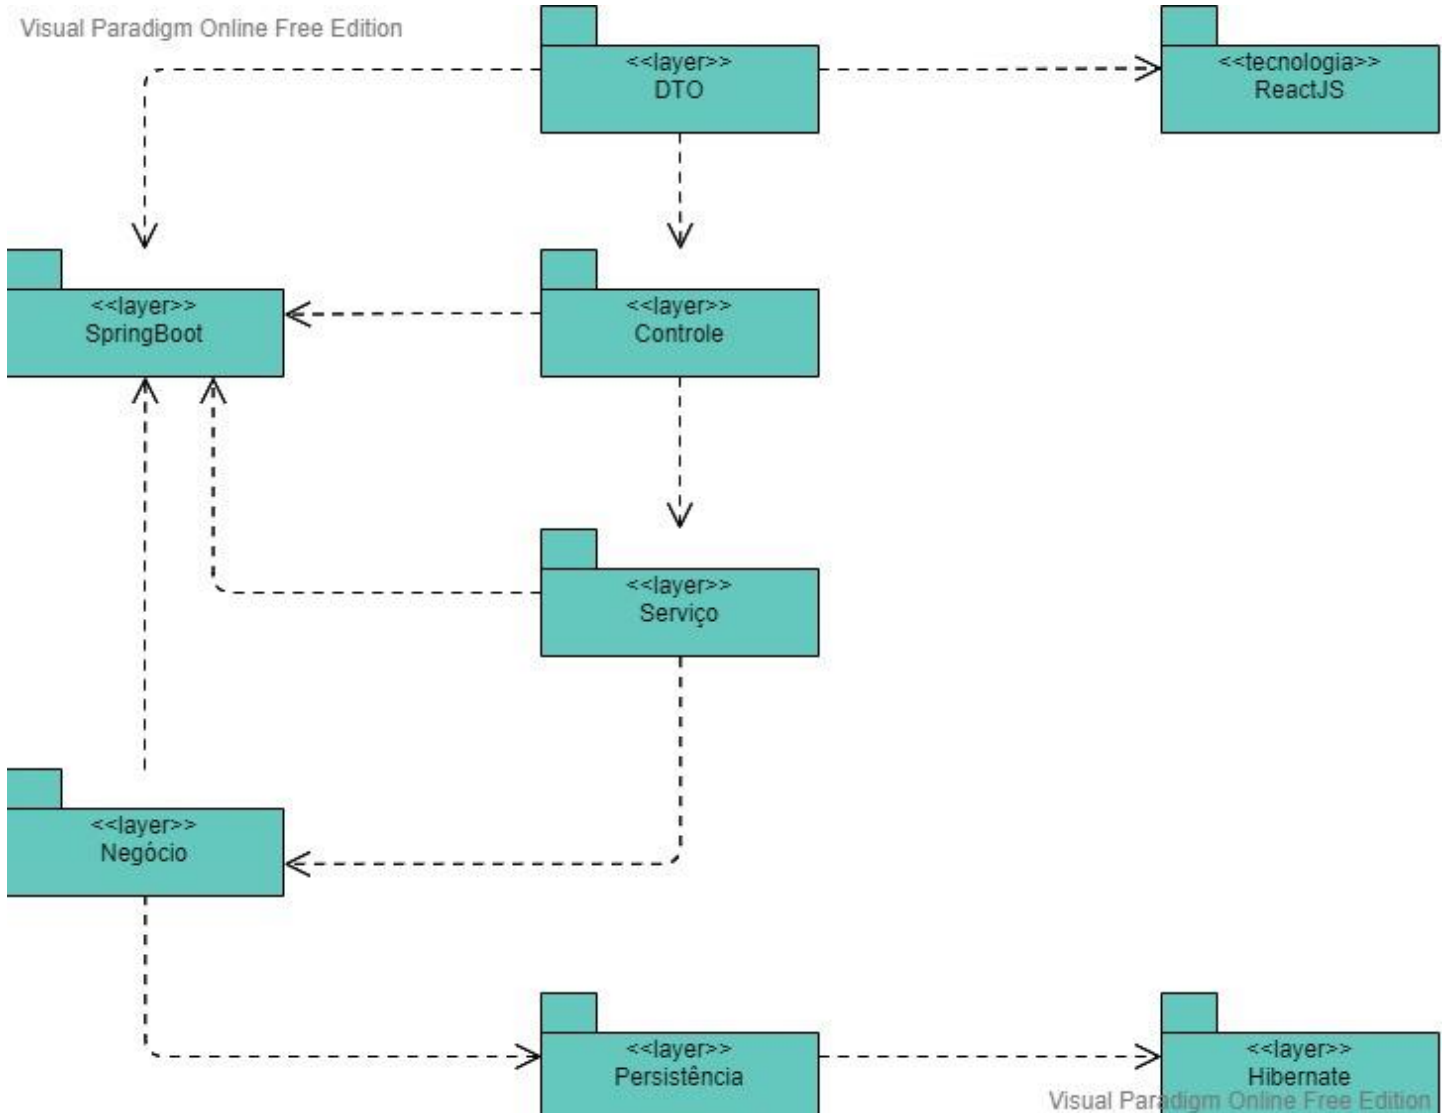 Visual Paradigm Online Free Edition
<<layer>>
DTO
<<tecnologia>>
ReactJS
<<layer>>
SpringBoot
<<layer>>
Controle
<<layer>>
Serviço
<<layer>>
Negócio
<<layer>>
Persistência
<<layer>>
Hibernate
Visual Paradigm Online Free Edition